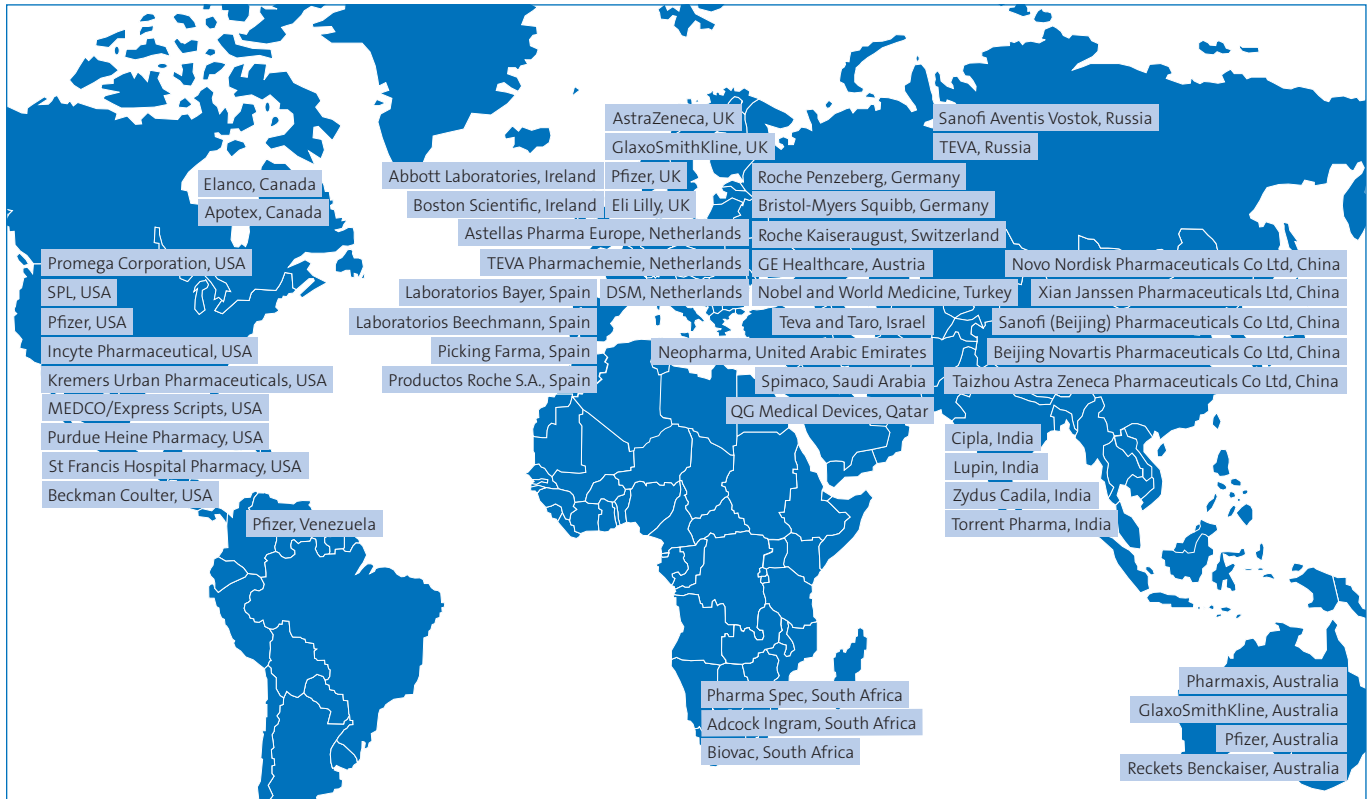 AstraZeneca, UK
GlaxoSmithKline, UK
Pfizer, UK
Eli Lilly, UK
Sanofi Aventis Vostok, Russia
TEVA, Russia
Elanco, Canada
Apotex, Canada
Abbott Laboratories, Ireland
Boston Scientific, Ireland
Astellas Pharma Europe, Netherlands
TEVA Pharmachemie, Netherlands
DSM, Netherlands
Roche Penzeberg, Germany
Bristol-Myers Squibb, Germany
Roche Kaiseraugust, Switzerland
GE Healthcare, Austria
Nobel and World Medicine, Turkey
Teva and Taro, Israel
Neopharma, United Arabic Emirates
Spimaco, Saudi Arabia
QG Medical Devices, Qatar
Laboratorios Bayer, Spain
Laboratorios Beechmann, Spain
Picking Farma, Spain
Productos Roche S.A., Spain
Promega Corporation, USA
SPL, USA
Pfizer, USA
Incyte Pharmaceutical, USA
Kremers Urban Pharmaceuticals, USA
MEDCO/Express Scripts, USA
Purdue Heine Pharmacy, USA
St Francis Hospital Pharmacy, USA
Beckman Coulter, USA
Pfizer, Venezuela
Novo Nordisk Pharmaceuticals Co Ltd, China
Xian Janssen Pharmaceuticals Ltd, China
Sanofi (Beijing) Pharmaceuticals Co Ltd, China
Beijing Novartis Pharmaceuticals Co Ltd, China
Taizhou Astra Zeneca Pharmaceuticals Co Ltd, China
Cipla, India
Lupin, India
Zydus Cadila, India
Torrent Pharma, India
Pharma Spec, South Africa
Adcock Ingram, South Africa
Biovac, South Africa
Pharmaxis, Australia
GlaxoSmithKline, Australia
Pfizer, Australia
Reckets Benckaiser, Australia